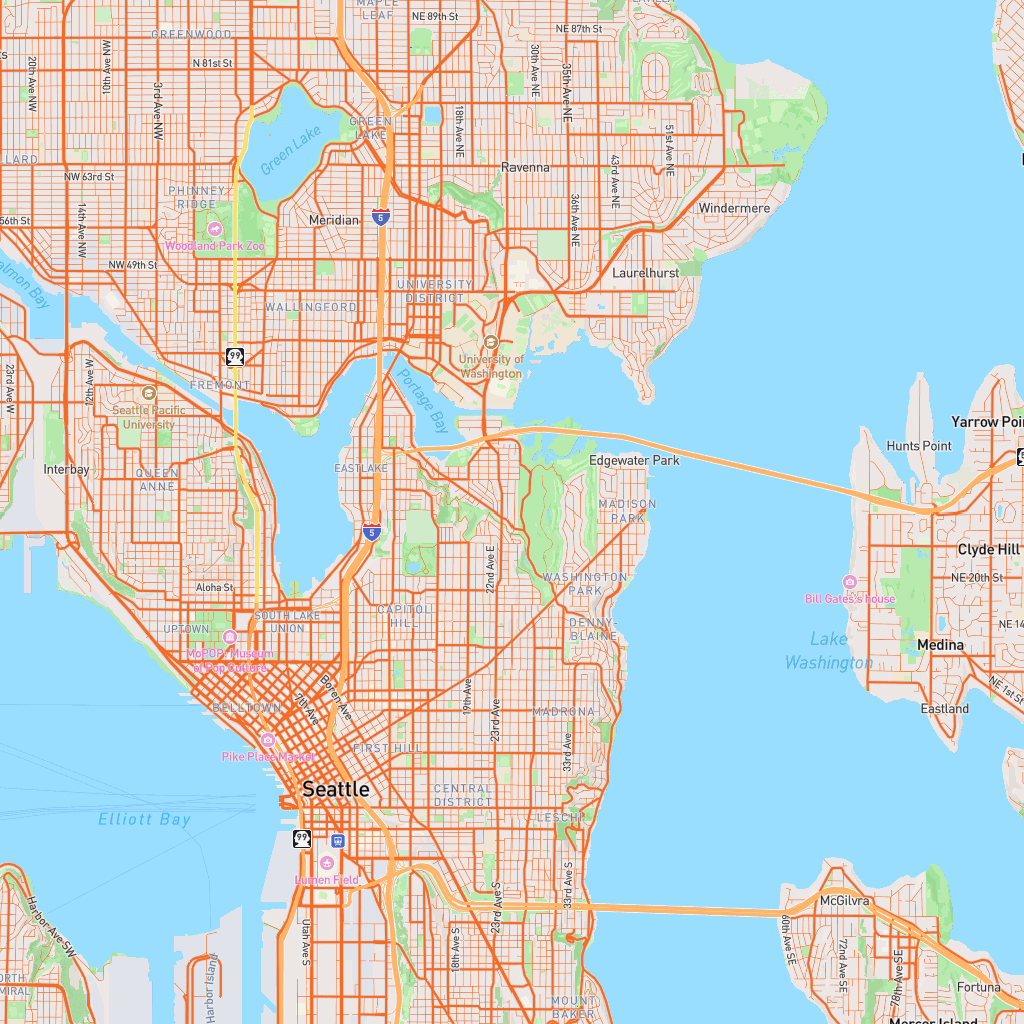 MAPLE
LEAF
NE 89th St
NE 87th St
GREENWOOD
N 81st St
20th Ave NW
10th Ave NW
3rd Ave NW
30th Ave NE
35th Ave NE
18th Ave NE
51st Ave NE
43rd Ave NE
36th Ave NE
GREEN
LAKE
Green Lake
LLARD
NW 63rd St
Ravenna
PHINNEY
RIDGE
14th Ave NW
56th St
Meridian
5
Windermere
Woodland Park Zoo
NW 49th St
Laurelhurst
almon Bay
UNIVERSITY
DISTRICT
WALLINGFORD
99
University of
Washington
FREMONT
23rd Ave W
12th Ave W
Portage Bay
Seattle Pacific
University
Yarrow Poin
Hunts Point
Interbay
QUEEN
ANNE
EASTLAKE
Edgewater Park
MADISON
PARK
5
22nd Ave E
Clyde Hill
Aloha St
WASHINGTON
PARK
NE 20th St
Bill Gates's house
SOUTH LAKE
UNION
CAPITOL
HILL
UPTOWN
DENNY-
BLAINE
NE 14
MoPOP: Museum
of Pop Culture
Lake
Washington
Medina
Boren Ave
7th Ave
NE 1st St
BELLTOWN
19th Ave
23rd Ave
MADRONA
Eastland
33rd Ave
FIRST HILL
Pike Place Market
Seattle
CENTRAL
DISTRICT
Elliott Bay
LESCHI
99
Lumen Field
33rd Ave S
23rd Ave S
McGilvra
60th Ave SE
72nd Ave SE
78th Ave SE
Harbor Ave SW
Utah Ave S
18th Ave S
Harbor Island
ORTH
MIRAL
Fortuna
MOUNT
BAKER
Mercer Island